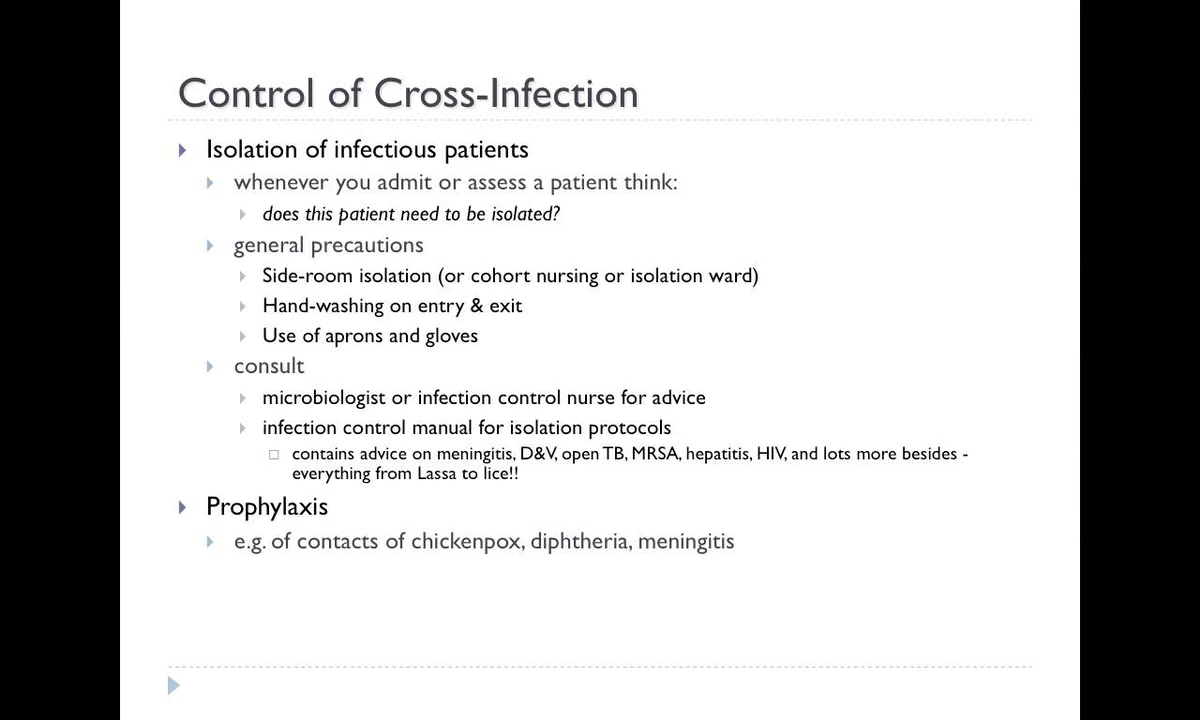 Control of Cross-Infection
Isolation of infectious patients
whenever you admit or assess a patient think:
does this patient need to be isolated?
general precautions
Side-room isolation (or cohort nursing or isolation ward)
Hand-washing on entry & exit
Use of aprons and gloves
consult
microbiologist or infection control nurse for advice
infection control manual for isolation protocols
contains advice on meningitis, D&V, open TB, MRSA, hepatitis, HIV, and lots more besides -
everything from Lassa to lice!!
Prophylaxis
e.g. of contacts of chickenpox, diphtheria, meningitis